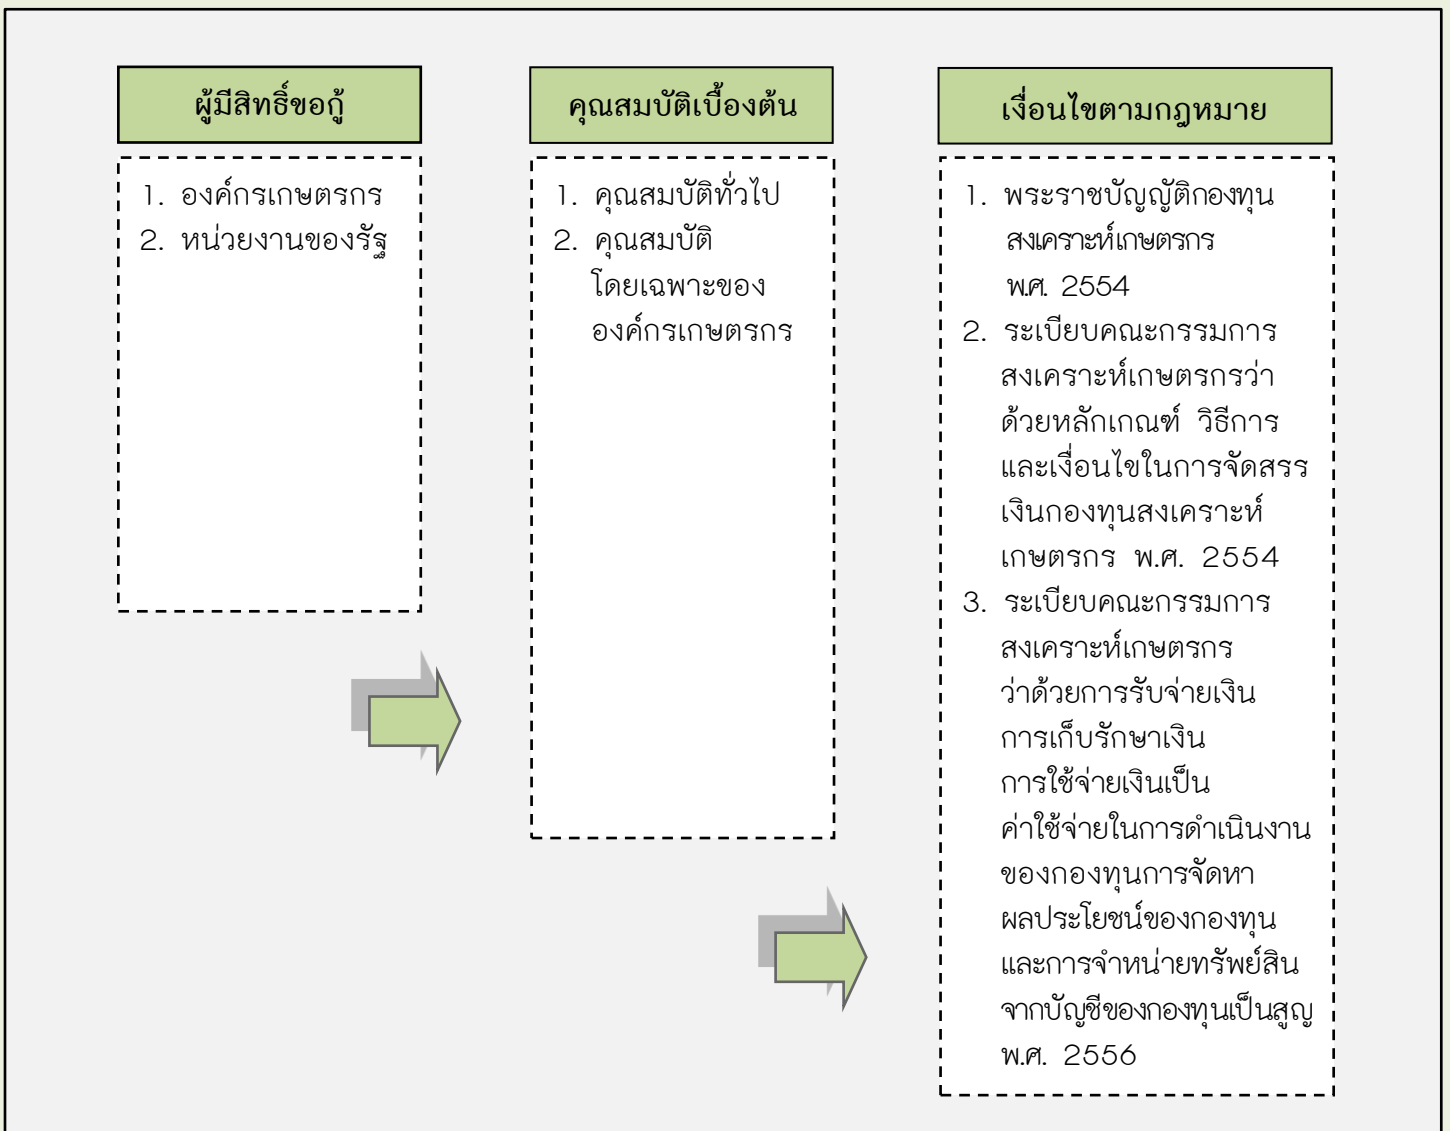 ผู้มีสิทธิ์ขอกู้
1. องค์กรเกษตรกร
2. หน่วยงานของรัฐ
คุณสมบัติเบื้องต้น
1. คุณสมบัติทั่วไป
2. คุณสมบัติ
โดยเฉพาะของ
องค์กรเกษตรกร
เงื่อนไขตามกฎหมาย
1. พระราชบัญญัติกองทุน
สงเคราะห์เกษตรกร
พ.ศ. 2554
2. ระเบียบคณะกรรมการ
สงเคราะห์เกษตรกรว่า
ด้วยหลักเกณฑ์ วิธีการ
และเงื่อนไขในการจัดสรร
เงินกองทุนสงเคราะห์
เกษตรกร พ.ศ. 2554
3. ระเบียบคณะกรรมการ
สงเคราะห์เกษตรกร
ว่าด้วยการรับจ่ายเงิน
การเก็บรักษาเงิน
การใช้จ่ายเงินเป็น
ค่าใช้จ่ายในการดำเนินงาน
ของกองทุนการจัดหา
ผลประโยชน์ของกองทุน
และการจำหน่ายทรัพย์สิน
จากบัญชีของกองทุนเป็นสูญ
พ.ศ. 2556